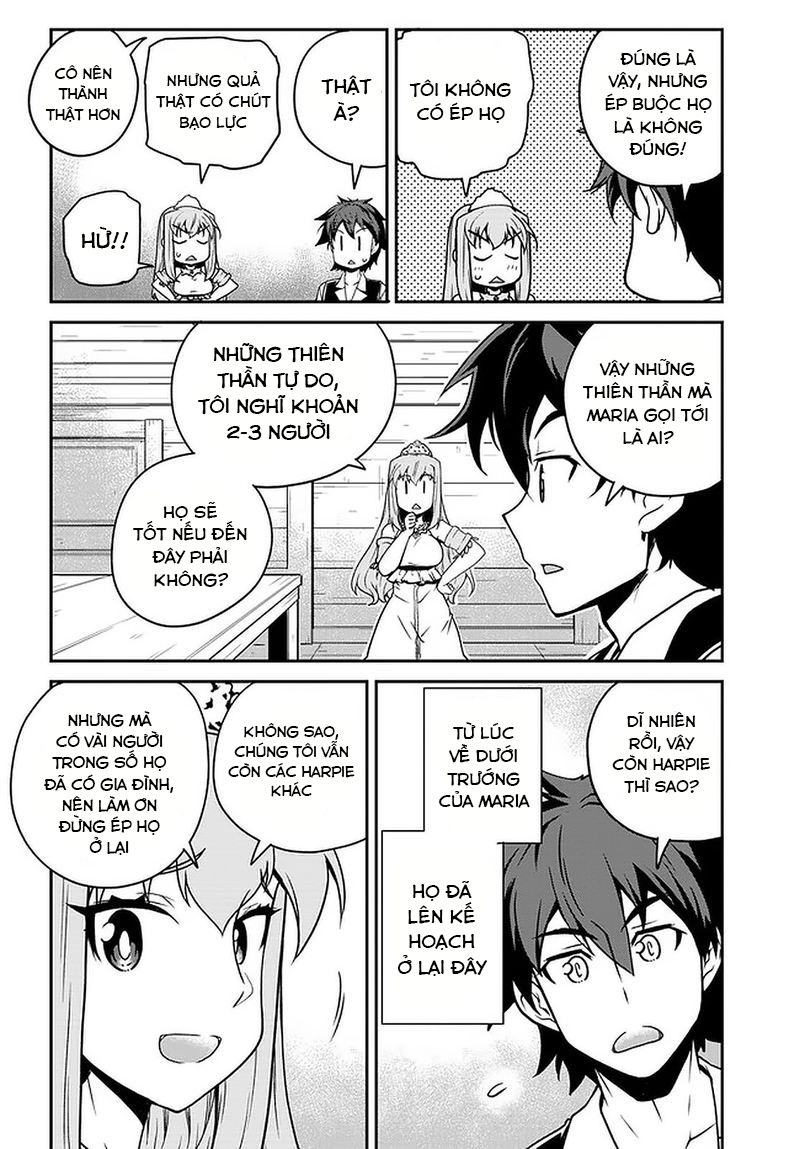 ĐÚNG LÀ
VẬY, NHƯNG
ÉP BUỘC HỌ
LÀ KHÔNG
ĐÚNG!
TÔI KHÔNG
CÓ ÉP HỌ
THẬT
À?
NHƯNG QUẢ
THẬT CÓ CHÚT
BẠO LỰC
CÔ NÊN
THÀNH
THẬT HƠN
HỪ!!
VẬY NHỮNG
THIÊN THẦN MÀ
MARIA GỌI TỚI
LÀ AI?
NHỮNG THIÊN
THẦN TỰ DO,
TÔI NGHĨ KHOẢN
2-3 NGƯỜI
HỌ SẼ
TỐT NẾU ĐẾN
ĐÂY PHẢI
KHÔNG?
DĨ NHIÊN
RỒI, VẬY
CÒN HARPIE
THÌ SAO?
TỪ LÚC
VỀ DƯỚI
TRƯỚNG
CỦA MARIA
HỌ ĐÃ
LÊN KẾ
HOẠCH
Ở LẠI ĐÂY
KHÔNG SAO,
CHÚNG TÔI VẪN
CÒN CÁC HARPIE
KHÁC
NHƯNG MÀ
CÓ VÀI NGƯỜI
TRONG SỐ HỌ
ĐÃ CÓ GIA ĐÌNH,
NÊN LÀM ƠN
ĐỪNG ÉP HỌ
Ở LẠI